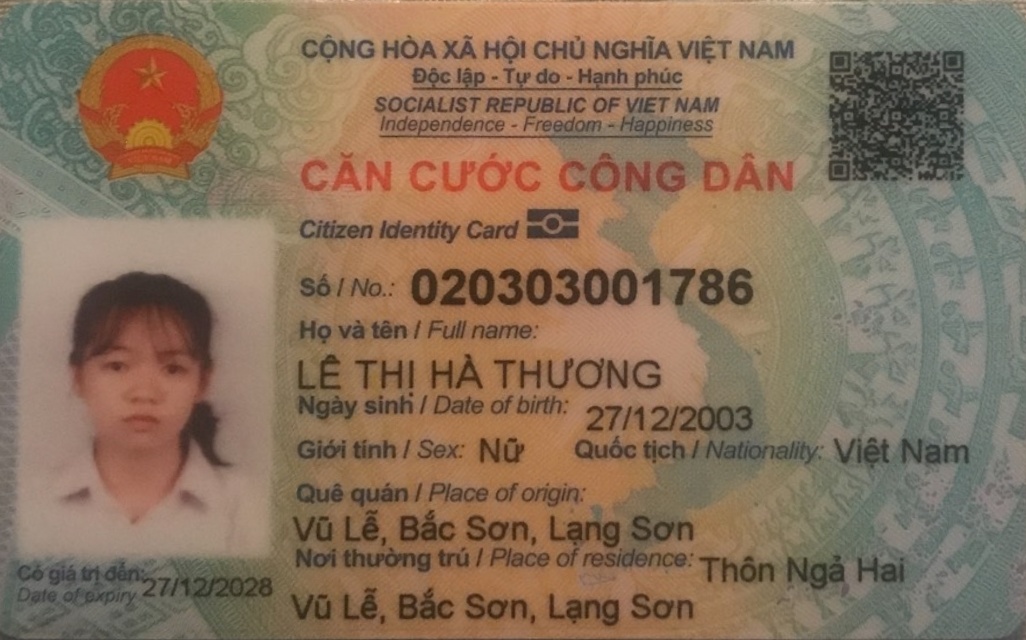 CỘNG HÒA XÃ HỘI CHỦ NGHĨA VIỆT NAM
Độc lập - Tự do - Hạnh phúc
SOCIALIST REPUBLIC OF VIET NAM
Independence - Freedom - Happiness
CĂN CƯỚC CÔNG DÂN
Citizen Identity Card
Số / No.: 020303001786
Họ và tên / Full name:
LÊ THỊ HÀ THƯƠNG
Ngày sinh / Date of birth: 27/12/2003
Giới tính / Sex: Nữ Quốc tịch / Nationality: Việt Nam
Quê quán / Place of origin:
Vũ Lễ, Bắc Sơn, Lạng Sơn
Nơi thường trú / Place of residence: Thôn Ngả Hai
Vũ Lễ, Bắc Sơn, Lạng Sơn
Có giá trị đến: 27/12/2028
Date of expiry